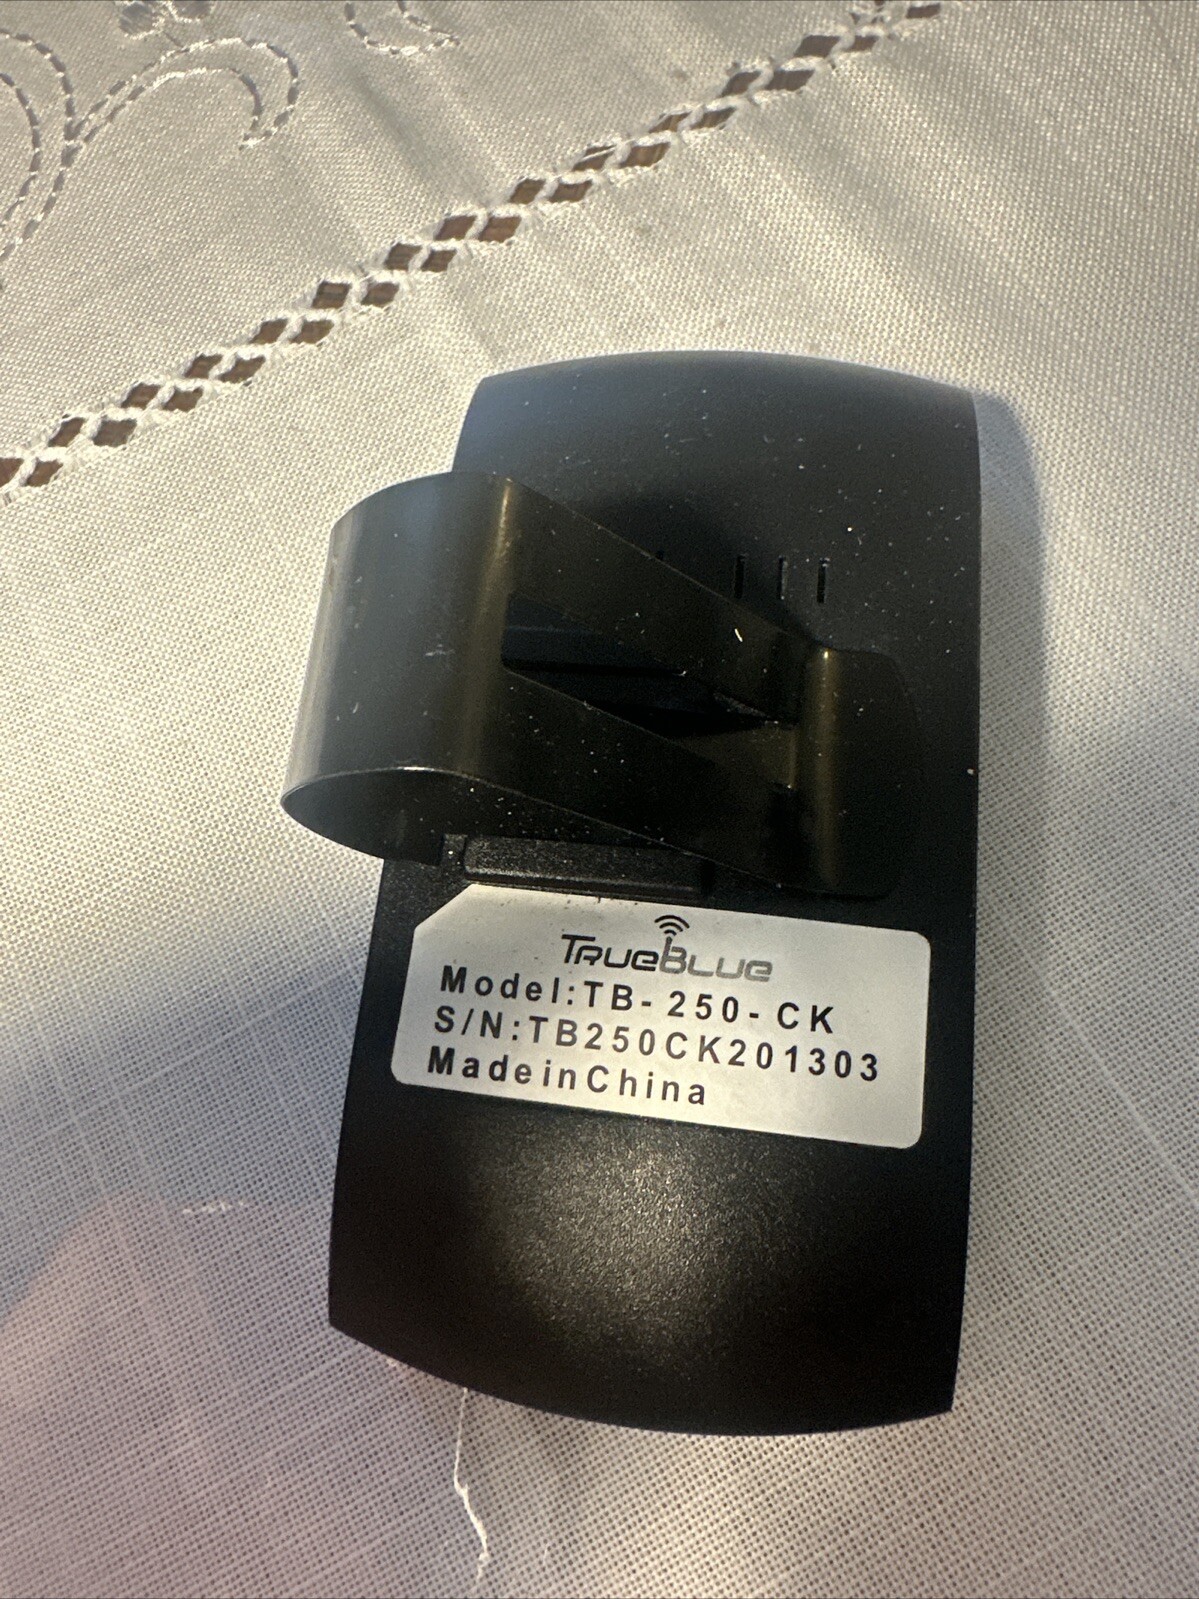 TrueBlue
Model:TB-250-CK
S/N:TB250CK201303
MadeinChina